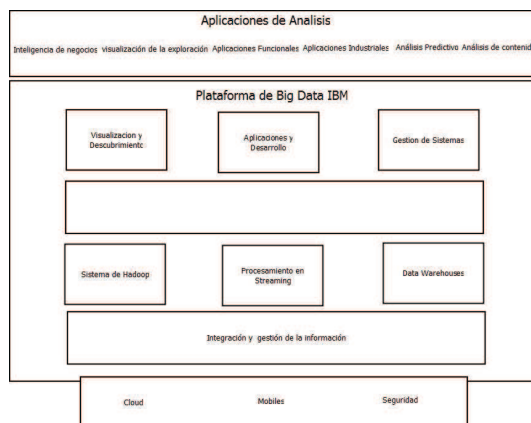 Aplicaciones de Analisis
Inteligencia de negocios visualización de la exploración Aplicaciones Funcionales Aplicaciones Industriales Análisis Predictivo Análisis de contenid
Plataforma de Big Data IBM
Visualizacion y
Descubrimientc
Aplicaciones y
Desarrollo
Gestion de Sistemas
Sistema de Hadoop
Procesamiento en
Streaming
Data Warehouses
Integración y gestión de la información
Cloud Mobiles Seguridad